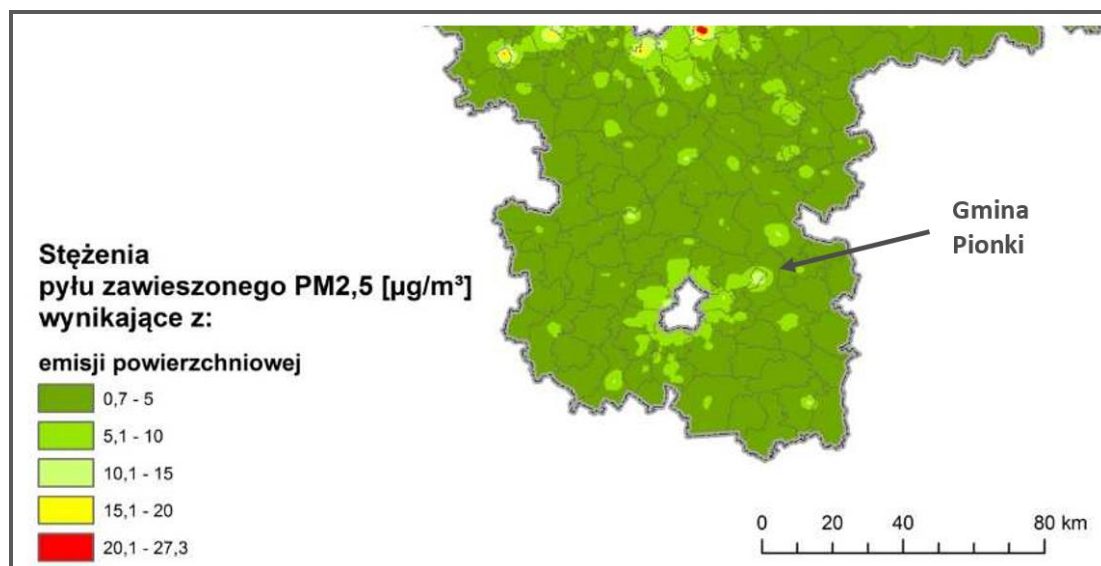 Gmina
Pionki
Stężenia
pyłu zawieszonego PM2,5 [µg/m³]
wynikające z:
emisji powierzchniowej
0,7 - 5
5,1 - 10
10,1 - 15
15,1 - 20
20,1 - 27,3
0 20 40 80 km